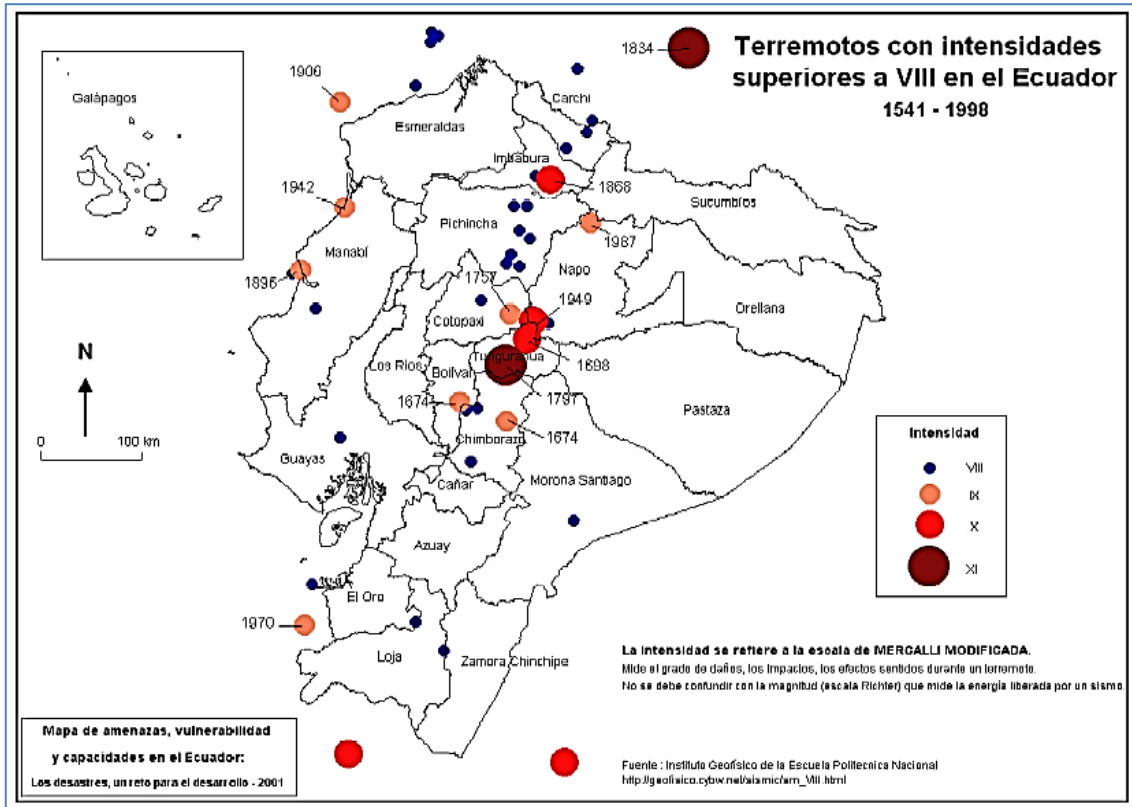 Terremotos con intensidades
superiores a VIII en el Ecuador
1541 - 1998
1834
1906
Galápagos
Carchi
Esmeraldas
Imbabura
1868
1942
Sucumbíos
Pichincha
1987
Manabí
Napo
1896
1757
1949
Orellana
Cotopaxi
N
Tungurahua
1698
Los Ríos
Bolívar
1797
1674
Pastaza
1674
Chimborazo
0 100 km
Guayas
Morona Santiago
Cañar
Azuay
El Oro
1970
Loja
Zamora Chinchipe
Intensidad
VIII
IX
X
XI
La intensidad se refiere a la escala de MERCALLI MODIFICADA.
Mide el grado de daños, los impactos, los efectos sentidos durante un terremoto.
No se debe confundir con la magnitud (escala Richter) que mide la energía liberada por un sismo.
Mapa de amenazas, vulnerabilidad
y capacidades en el Ecuador:
Los desastres, un reto para el desarrollo - 2001
Fuente : Instituto Geofísico de la Escuela Politecnica Nacional